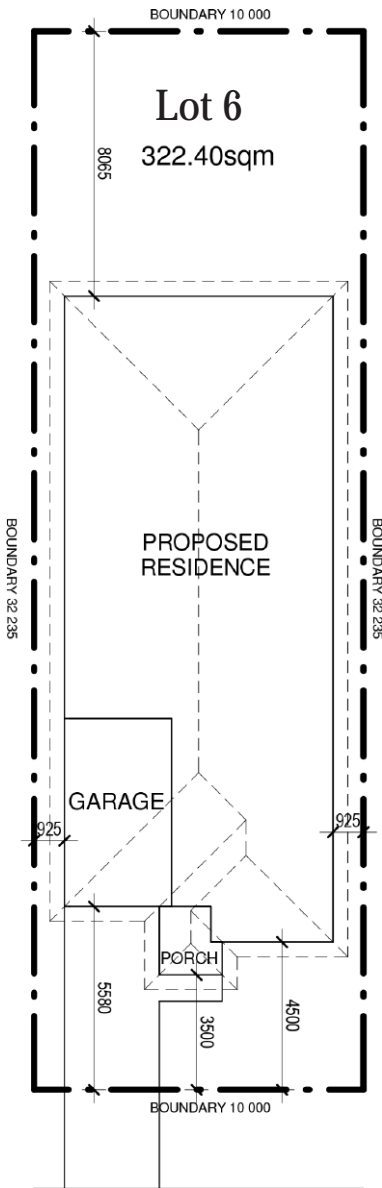 BOUNDARY 10 000
Lot 6
322.40sqm
8065
PROPOSED
RESIDENCE
BOUNDARY 32 235
BOUNDARY 32 235
GARAGE
925
925
PORCH
5580
3500
4500
BOUNDARY 10 000